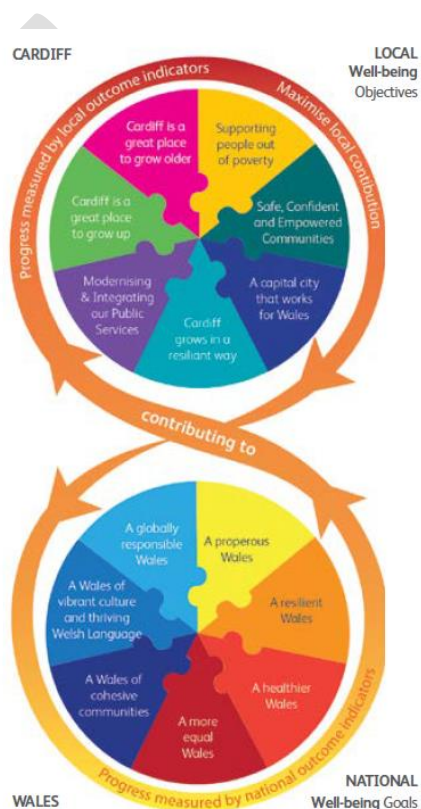 CARDIFF
LOCAL
Well-being
Objectives
Progress measured by local outcome indicators
Maximise local contibution
Cardiff is a
great place
to grow older
Supporting
people out
of poverty
Cardiff is a
great place
to grow up
Safe, Confident
and Empowered
Communities
Modernising
& Integrating
our Public
Services
A capital city
that works
for Wales
Cardiff
grows in a
resiliant way
contributing to
A globally
responsible
Wales
A properous
Wales
A Wales of
vibrant culture
and thriving
Welsh Language
A resilient
Wales
A Wales of
cohesive
communities
A healthier
Wales
A more
equal
Wales
Progress measured by national outcome indicators
WALES
NATIONAL
Well-being Goals